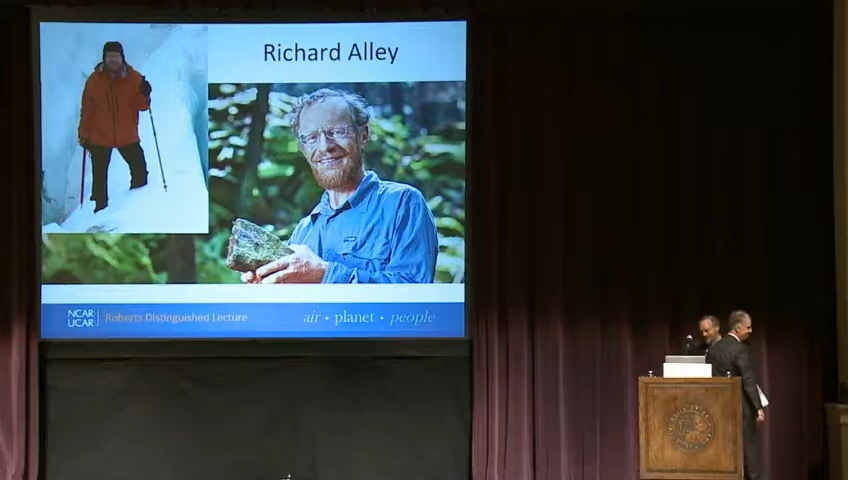 Richard Alley
NCAR
UCAR
Roberts Distinguished Lecture
air • planet • people